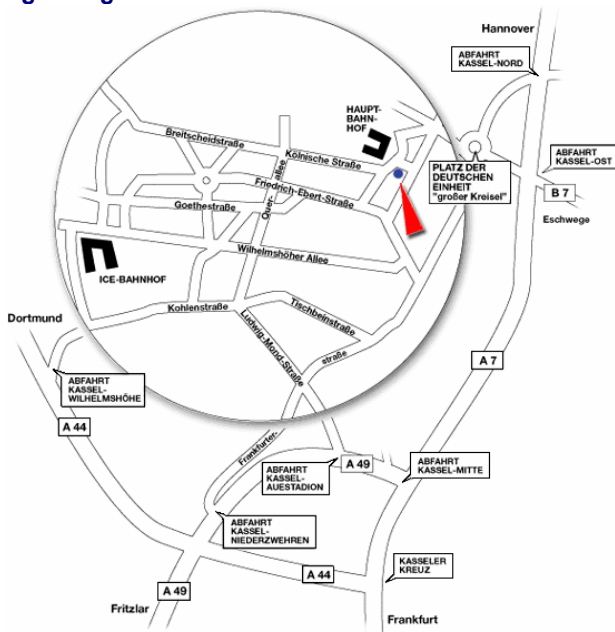 Hannover
ABFAHRT
KASSEL-NORD
HAUPT-
BAHN-
HOF
Breitscheidstraße
Kölnische Straße
ABFAHRT
KASSEL-OST
PLATZ DER
DEUTSCHEN
EINHEIT
"großer Kreisel"
B 7
Eschwege
Friedrich-Ebert-Straße
Quer-allee
Goethestraße
Wilhelmshöher Allee
ICE-BAHNHOF
Kohlenstraße
Tischbeinstraße
Dortmund
Ludwig-Mond-Straße
straße
A 7
ABFAHRT
KASSEL-
WILHELMSHÖHE
A 44
Frankfurter-
ABFAHRT
KASSEL-
AUESTADION
A 49
ABFAHRT
KASSEL-MITTE
ABFAHRT
KASSEL-
NIEDERZWEHREN
A 44
KASSELER
KREUZ
A 49
Fritzlar
Frankfurt